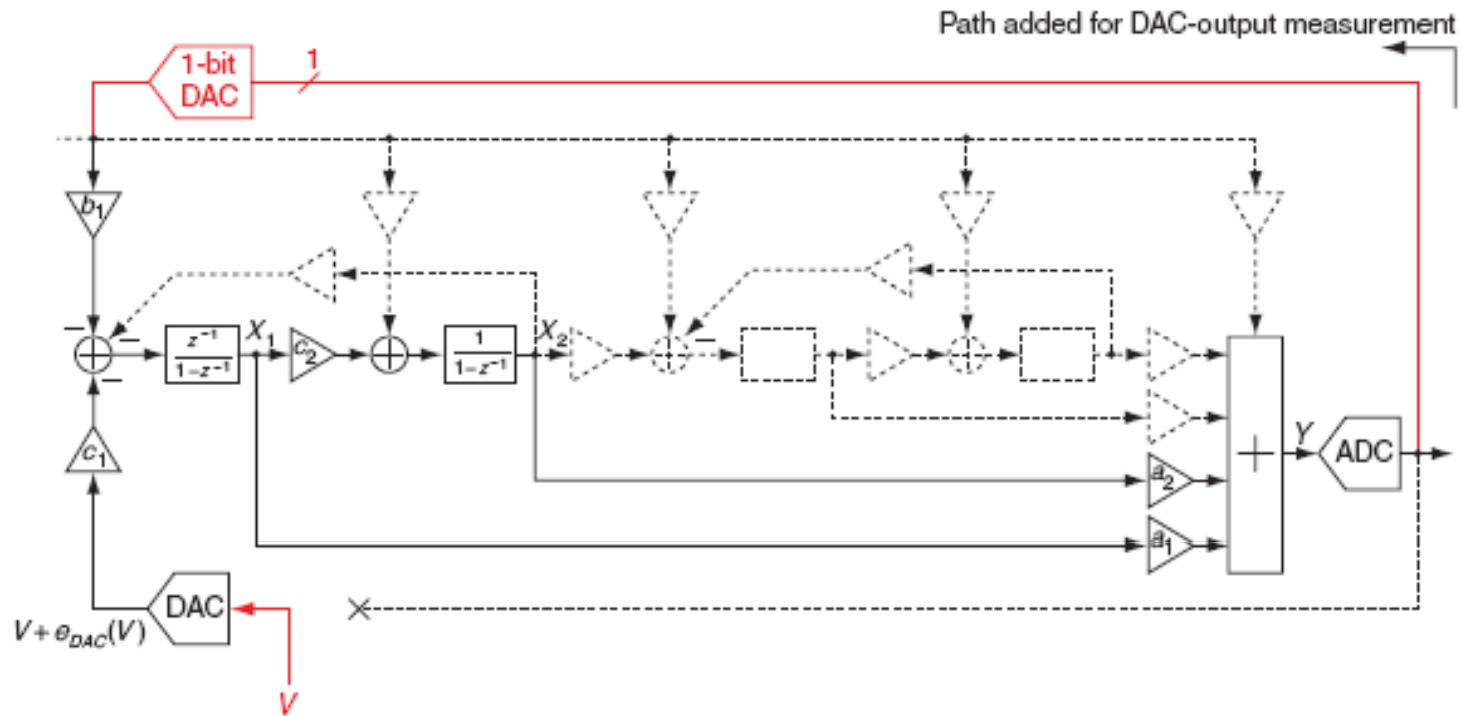 Path added for DAC-output measurement
1-bit
DAC
1
b₁
X₁
c₂
X₂
z⁻¹
1−z⁻¹
1
1−z⁻¹
c₁
Y
ADC
a₂
a₁
DAC
V+e_DAC(V)
V